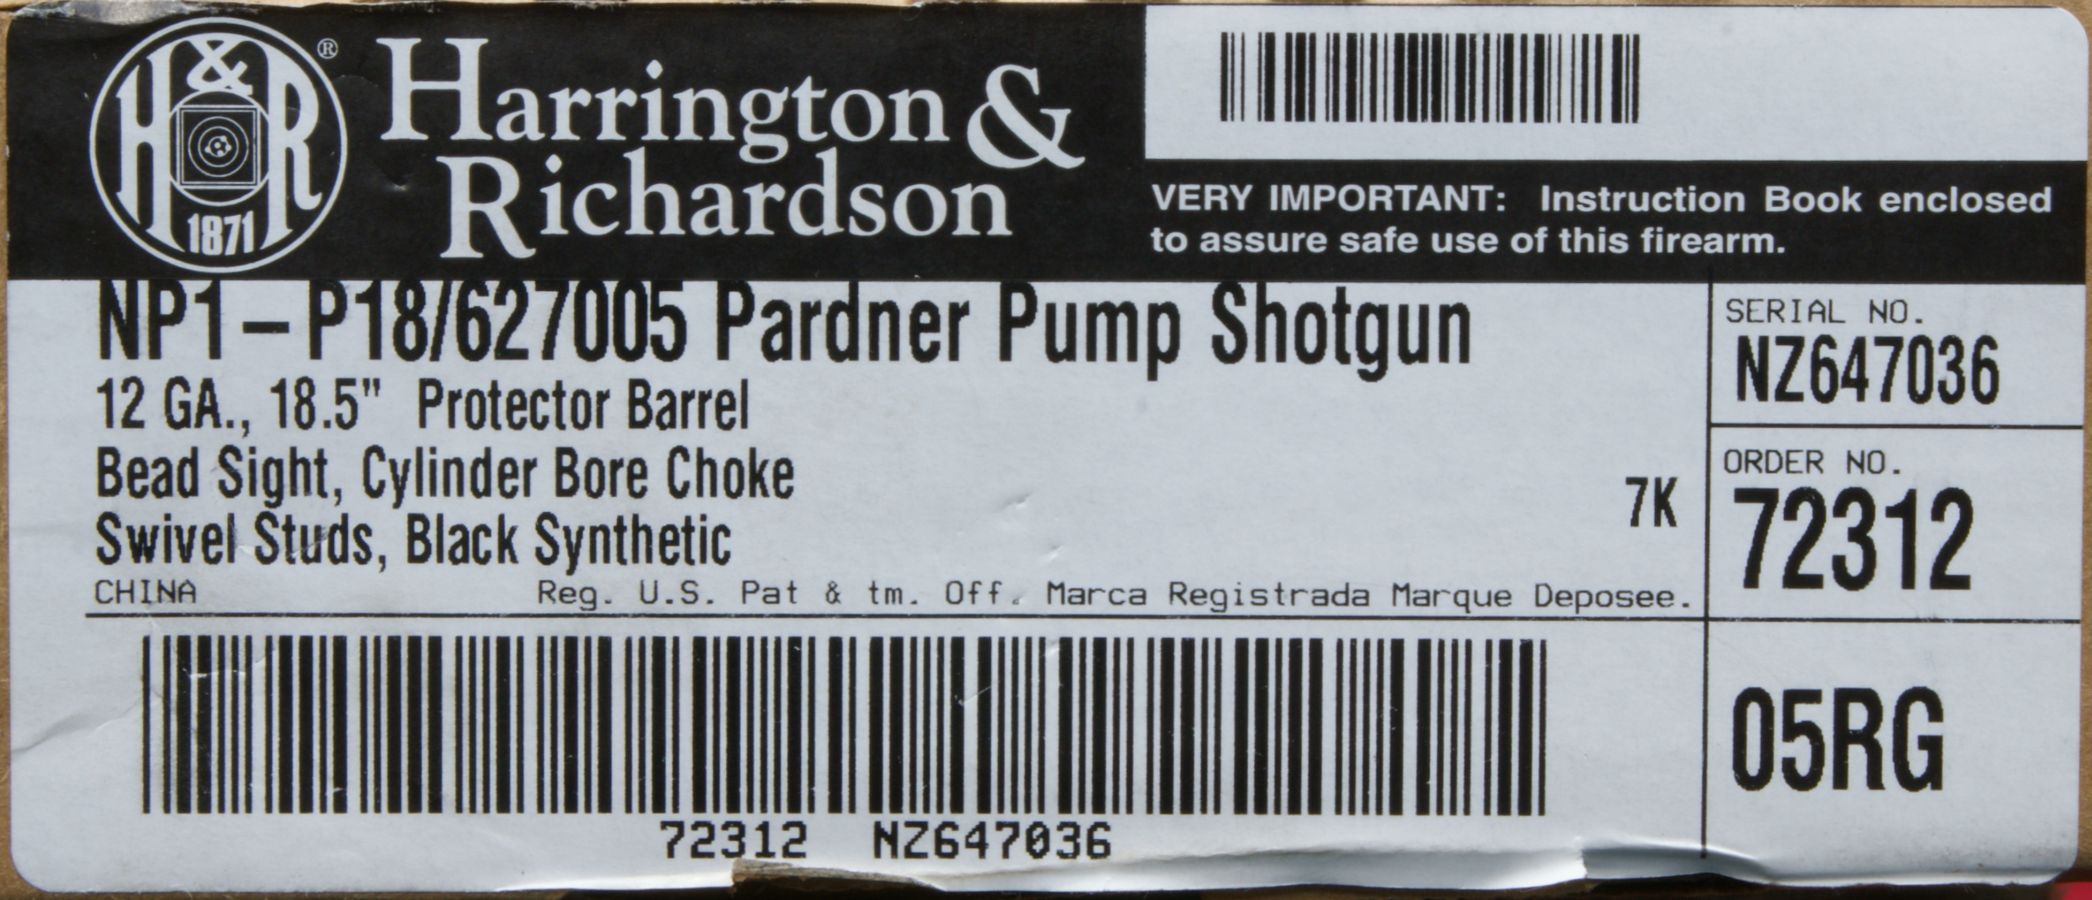 H&R
®
1871
Harrington &
Richardson
VERY IMPORTANT: Instruction Book enclosed
to assure safe use of this firearm.
NP1-P18/627005 Pardner Pump Shotgun
12 GA., 18.5" Protector Barrel
Bead Sight, Cylinder Bore Choke
Swivel Studs, Black Synthetic
7K
CHINA Reg. U.S. Pat & tm. Off. Marca Registrada Marque Deposee.
SERIAL NO.
NZ647036
ORDER NO.
72312
05RG
72312 NZ647036